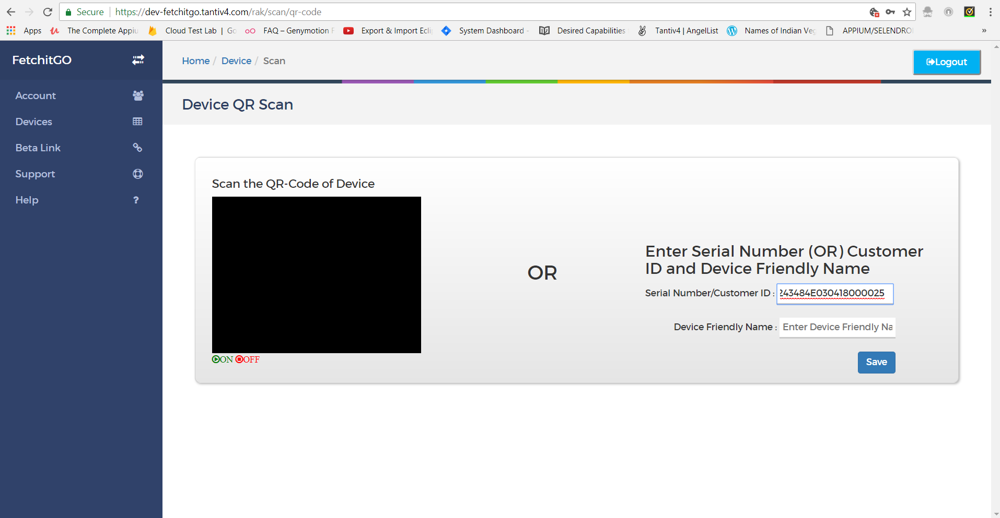 Secure https://dev-fetchitgo.tantiv4.com/rak/scan/qr-code
Apps The Complete Appiu Cloud Test Lab | Go FAQ – Genymotion F Export & Import Ecli System Dashboard - Desired Capabilities Tantiv4 | AngelList Names of Indian Veg APPIUM/SELENDROI »
FetchitGO
Home / Device / Scan
Logout
Account
Devices
Beta Link
Support
Help ?
Device QR Scan
Scan the QR-Code of Device
ON OFF
OR
Enter Serial Number (OR) Customer
ID and Device Friendly Name
Serial Number/Customer ID : 243484E030418000025
Device Friendly Name : Enter Device Friendly Na
Save